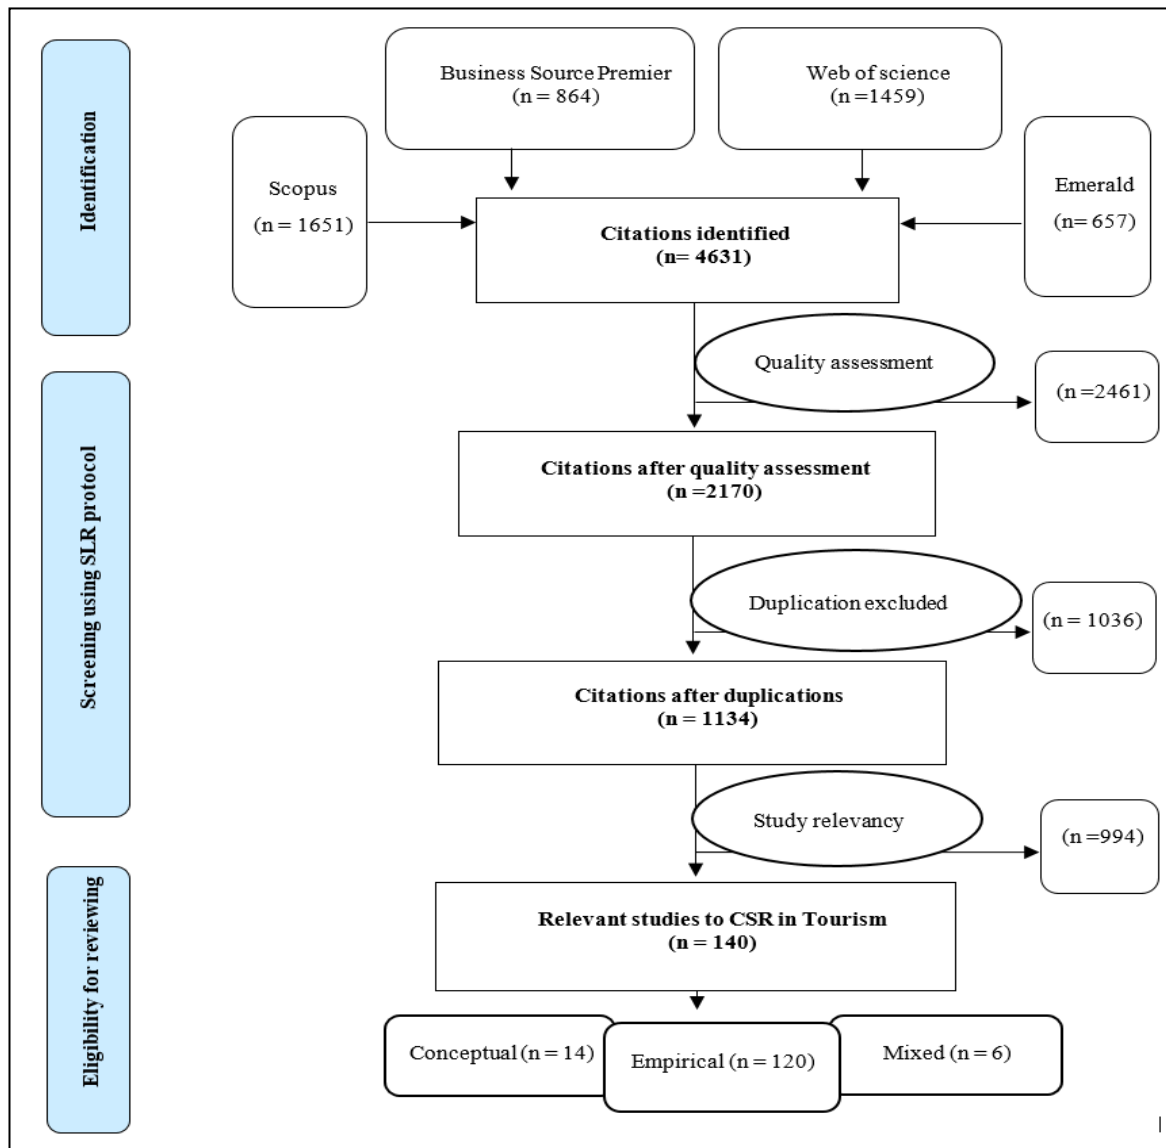 Identification
Business Source Premier
(n = 864)
Web of science
(n =1459)
Scopus
(n = 1651)
Emerald
(n= 657)
Citations identified
(n= 4631)
Quality assessment
(n =2461)
Screening using SLR protocol
Citations after quality assessment
(n =2170)
Duplication excluded
(n = 1036)
Citations after duplications
(n = 1134)
Study relevancy
(n =994)
Eligibility for reviewing
Relevant studies to CSR in Tourism
(n = 140)
Conceptual (n = 14)
Empirical (n = 120)
Mixed (n = 6)